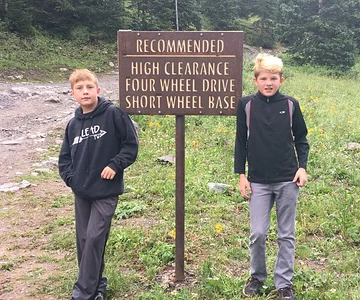 RECOMMENDED
HIGH CLEARANCE
FOUR WHEEL DRIVE
SHORT WHEEL BASE
LEAD